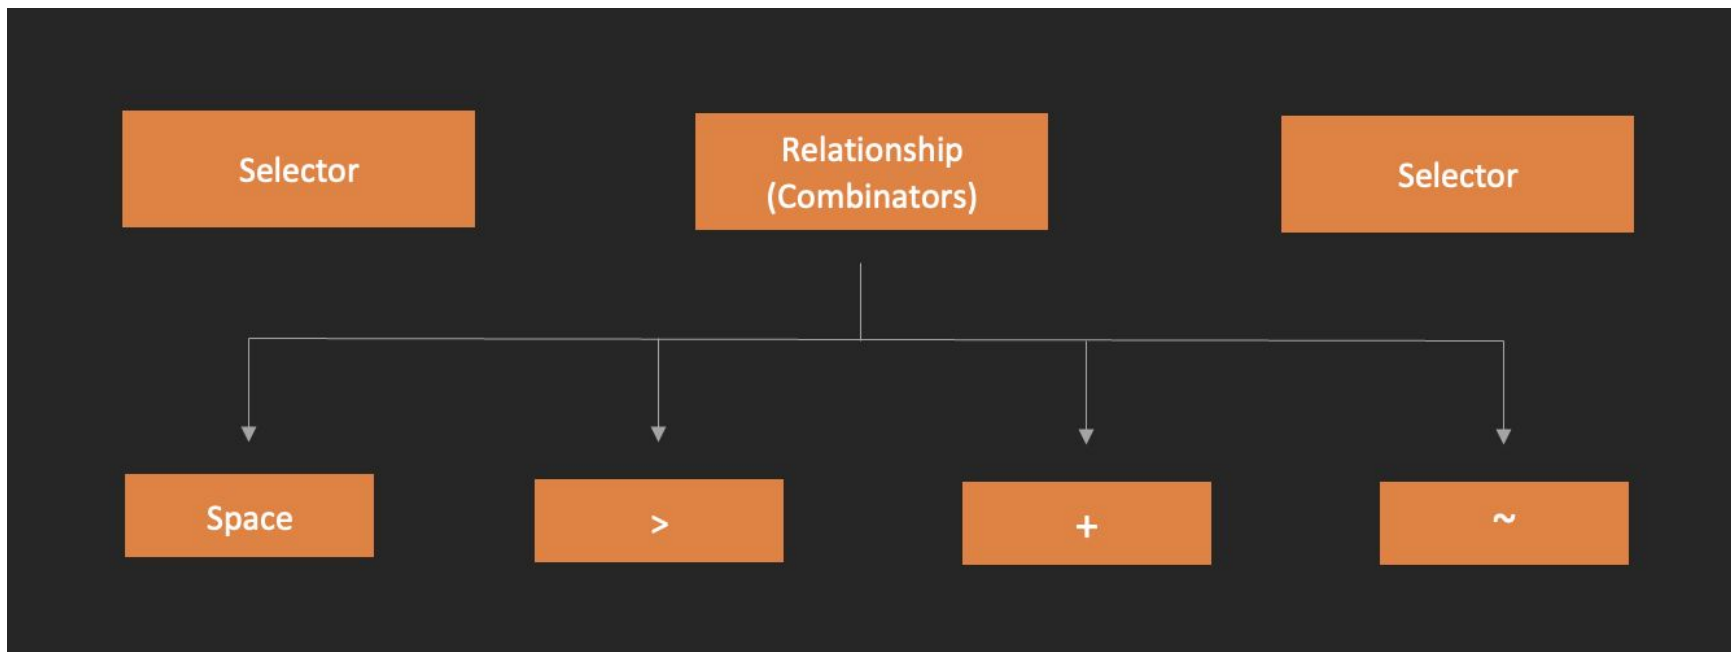 Selector
Relationship
(Combinators)
Selector
Space
>
+
~